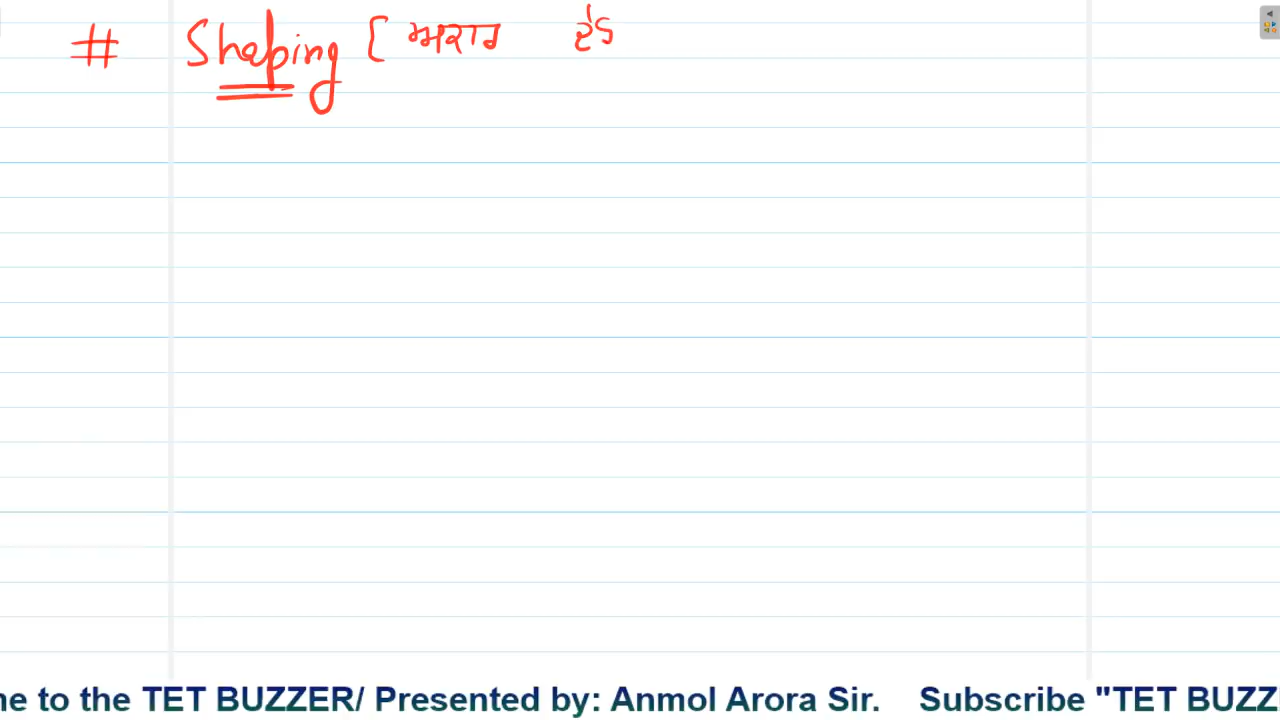 # Shaping [ ਅਕਾਰ
ne to the TET BUZZER/ Presented by: Anmol Arora Sir. Subscribe "TET BUZZ